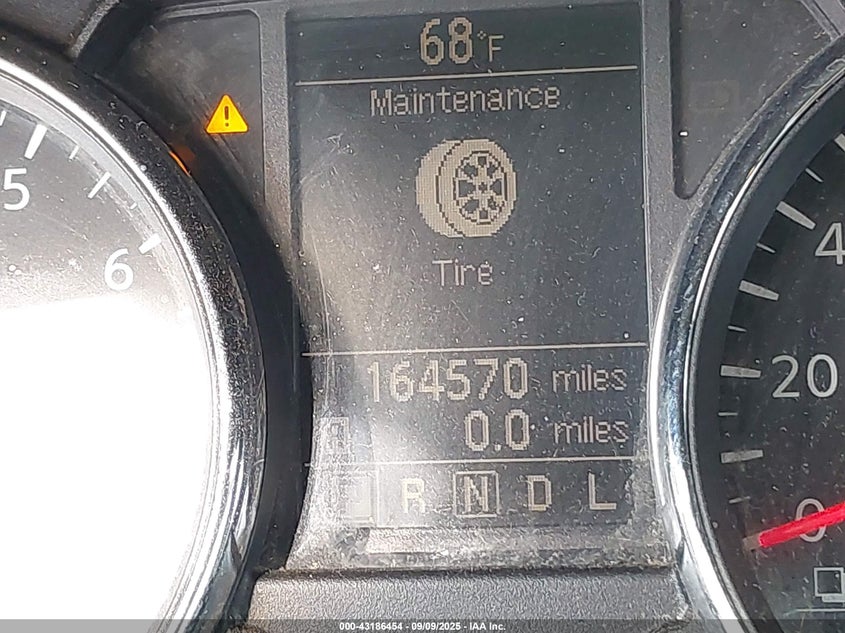 68°F
Maintenance
Tire
164570 miles
0.0 miles
R N D L
5
6
4
20
0
000-43186454 - 09/09/2025 - IAA Inc.